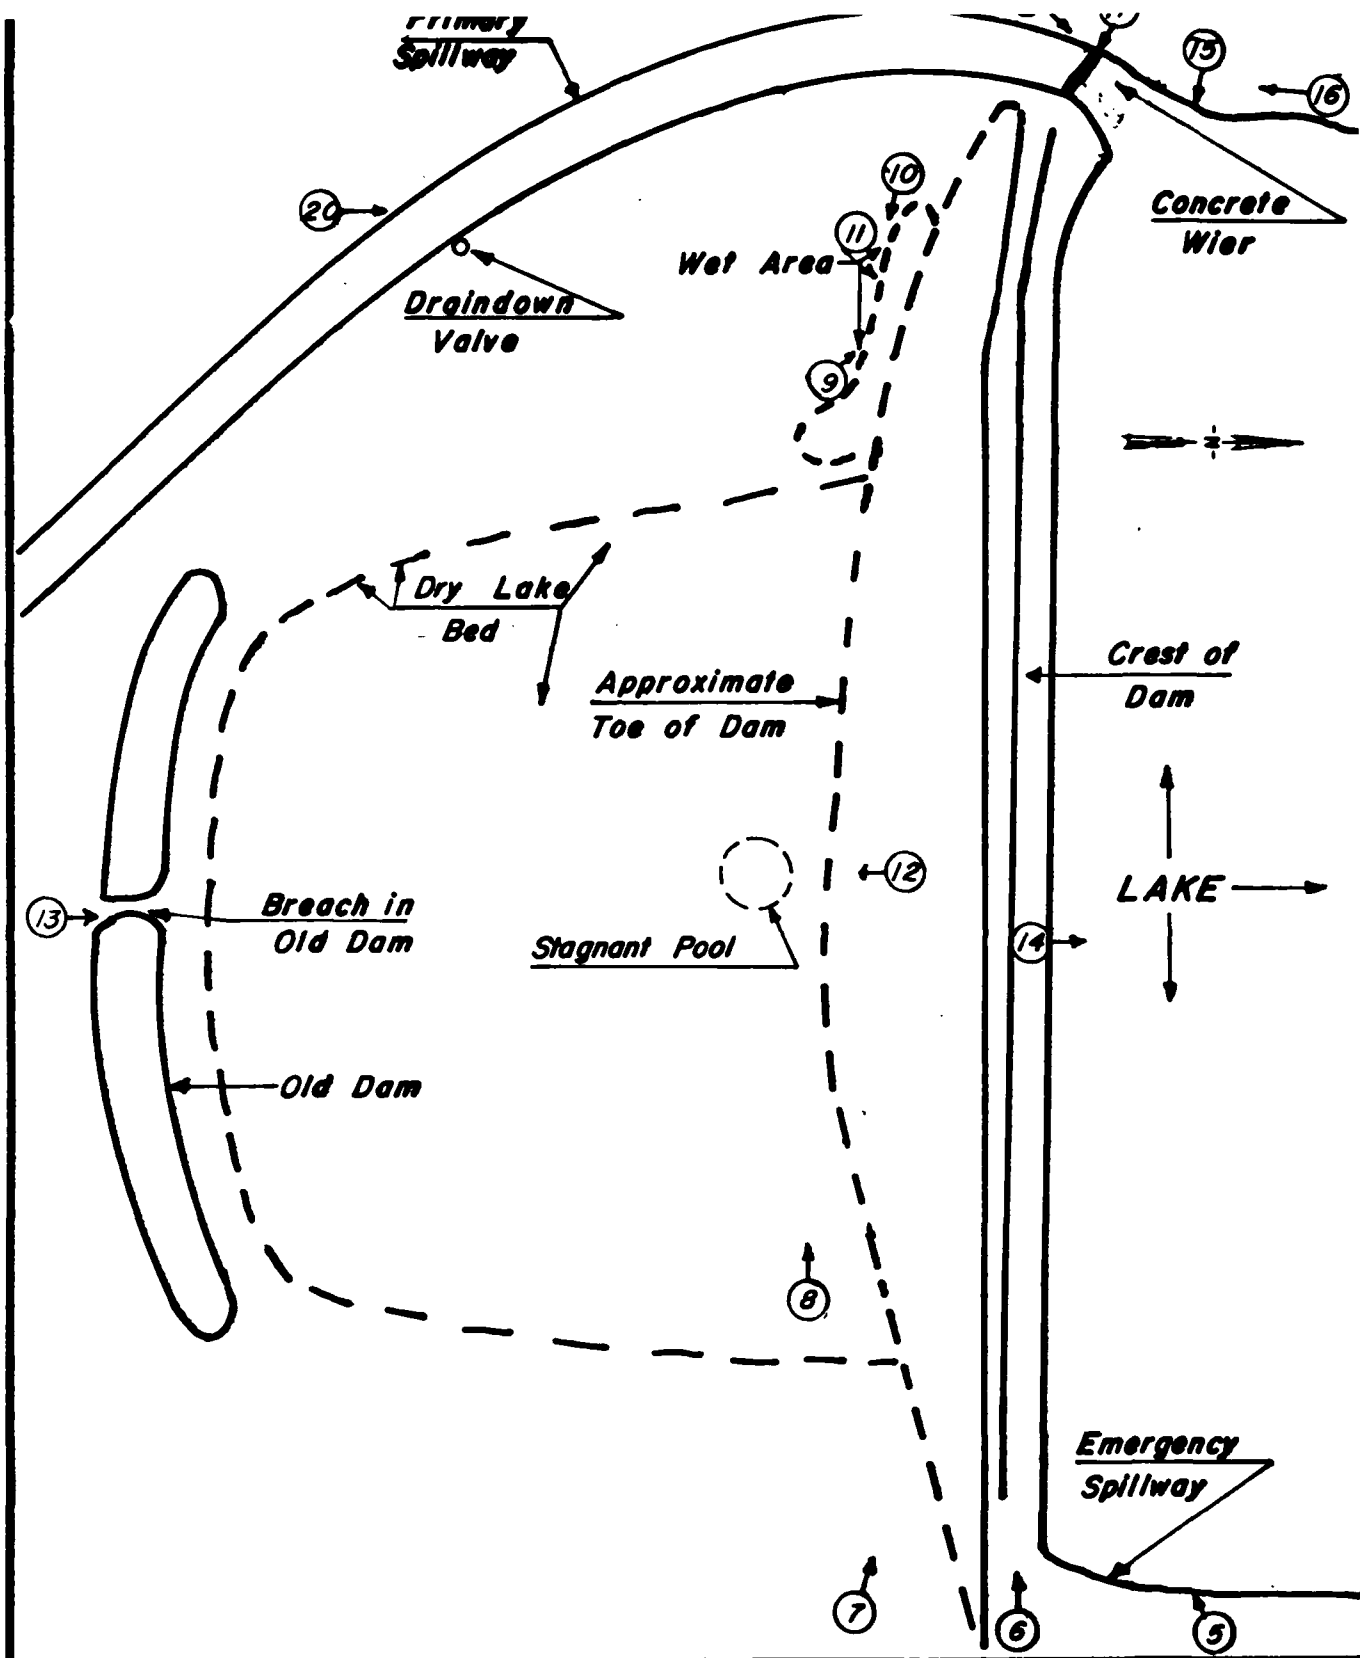 Primary
Spillway
15
16
10
20
11
Concrete
Wier
Wet Area
Draindown
Valve
9
Z
Dry Lake
Bed
Crest of
Dam
Approximate
Toe of Dam
12
LAKE
13
Breach in
Old Dam
14
Stagnant Pool
Old Dam
8
Emergency
Spillway
7
6
5